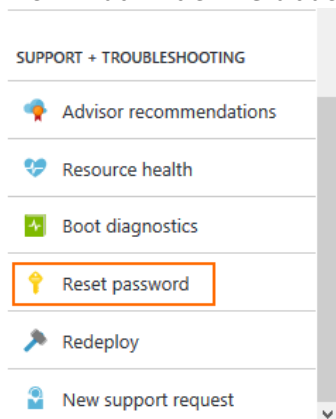 SUPPORT + TROUBLESHOOTING
Advisor recommendations
Resource health
Boot diagnostics
Reset password
Redeploy
New support request